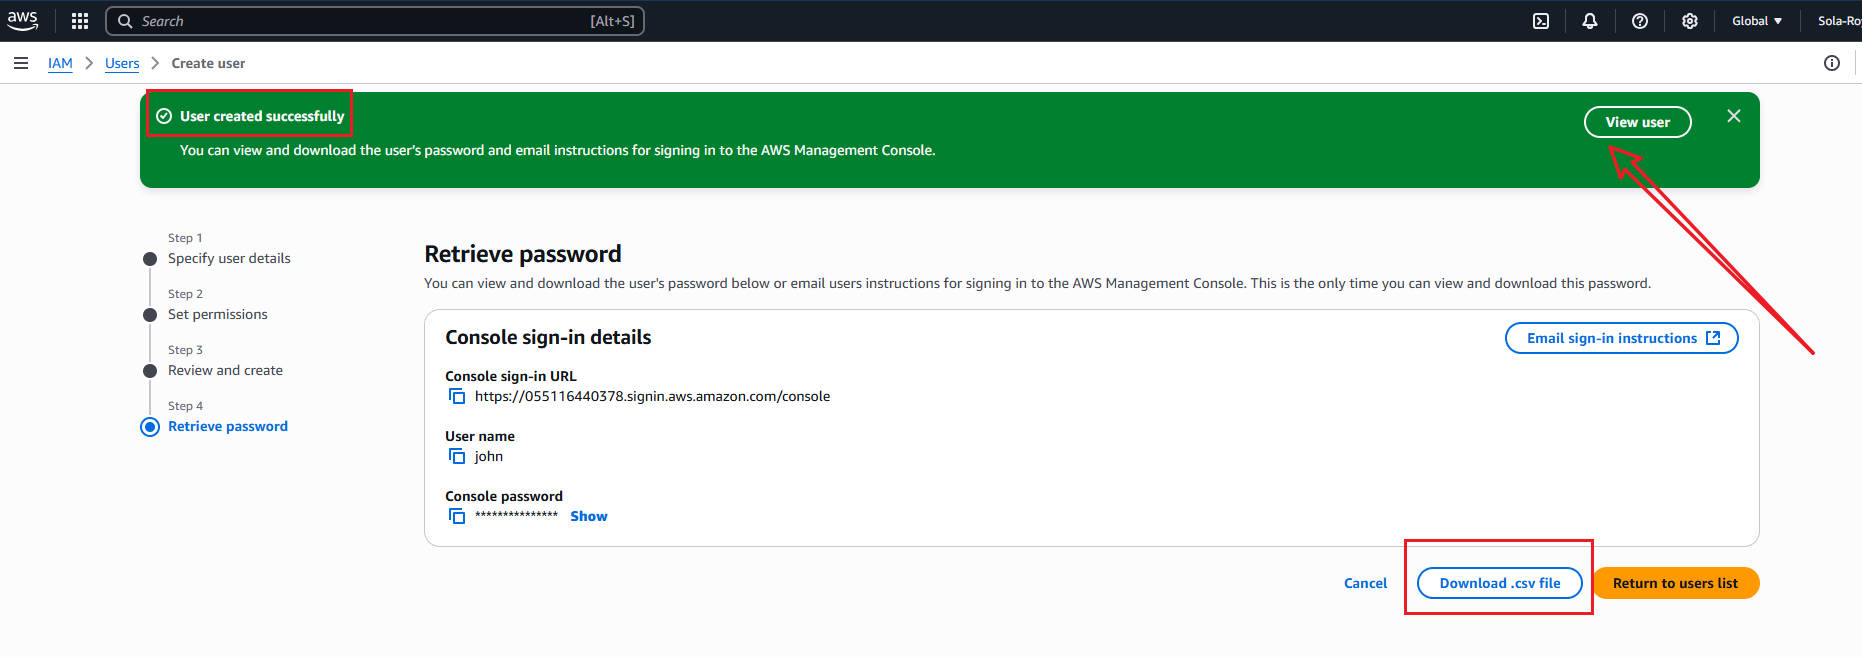 aws Search [Alt+S] Global Sola-Ro
IAM > Users > Create user
User created successfully
View user
You can view and download the user's password and email instructions for signing in to the AWS Management Console.
Step 1
Specify user details
Step 2
Set permissions
Step 3
Review and create
Step 4
Retrieve password
Retrieve password
You can view and download the user's password below or email users instructions for signing in to the AWS Management Console. This is the only time you can view and download this password.
Console sign-in details
Email sign-in instructions
Console sign-in URL
https://055116440378.signin.aws.amazon.com/console
User name
john
Console password
*************** Show
Cancel Download .csv file Return to users list